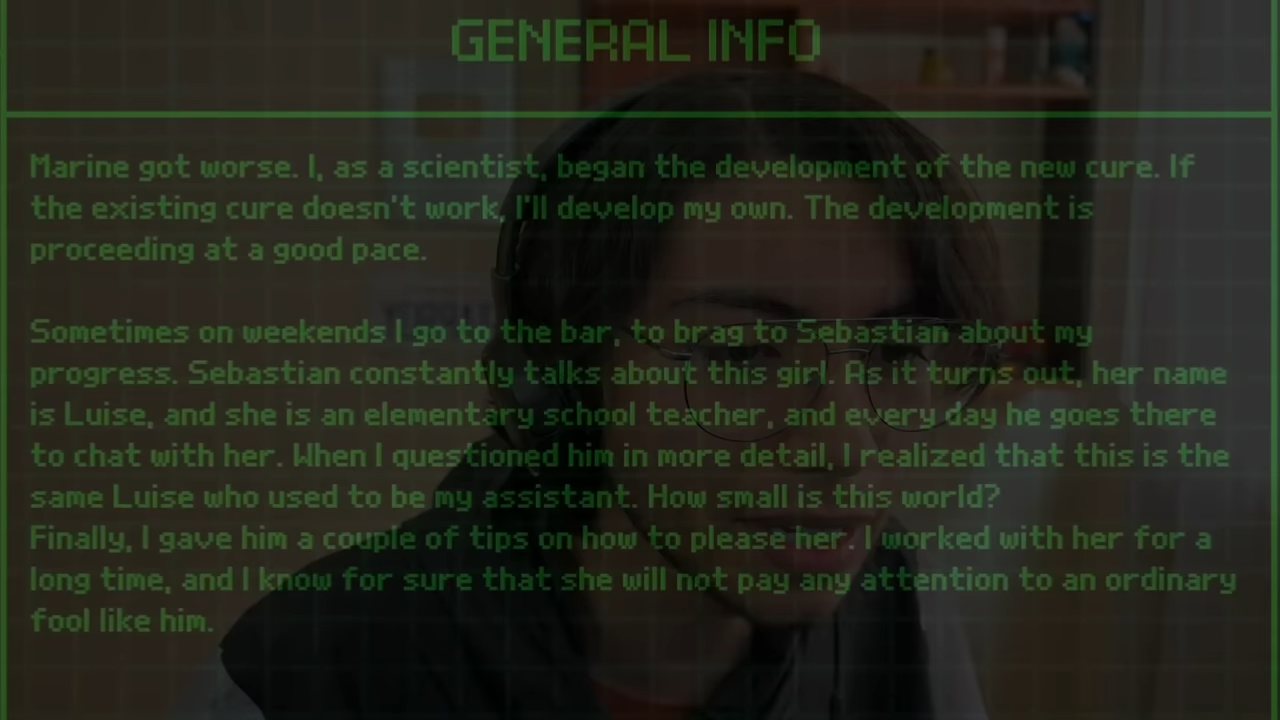 GENERAL INFO
Marine got worse. I, as a scientist, began the development of the new cure. If
the existing cure doesn't work, I'll develop my own. The development is
proceeding at a good pace.
Sometimes on weekends I go to the bar, to brag to Sebastian about my
progress. Sebastian constantly talks about this girl. As it turns out, her name
is Luise, and she is an elementary school teacher, and every day he goes there
to chat with her. When I questioned him in more detail, I realized that this is the
same Luise who used to be my assistant. How small is this world?
Finally, I gave him a couple of tips on how to please her. I worked with her for a
long time, and I know for sure that she will not pay any attention to an ordinary
fool like him.